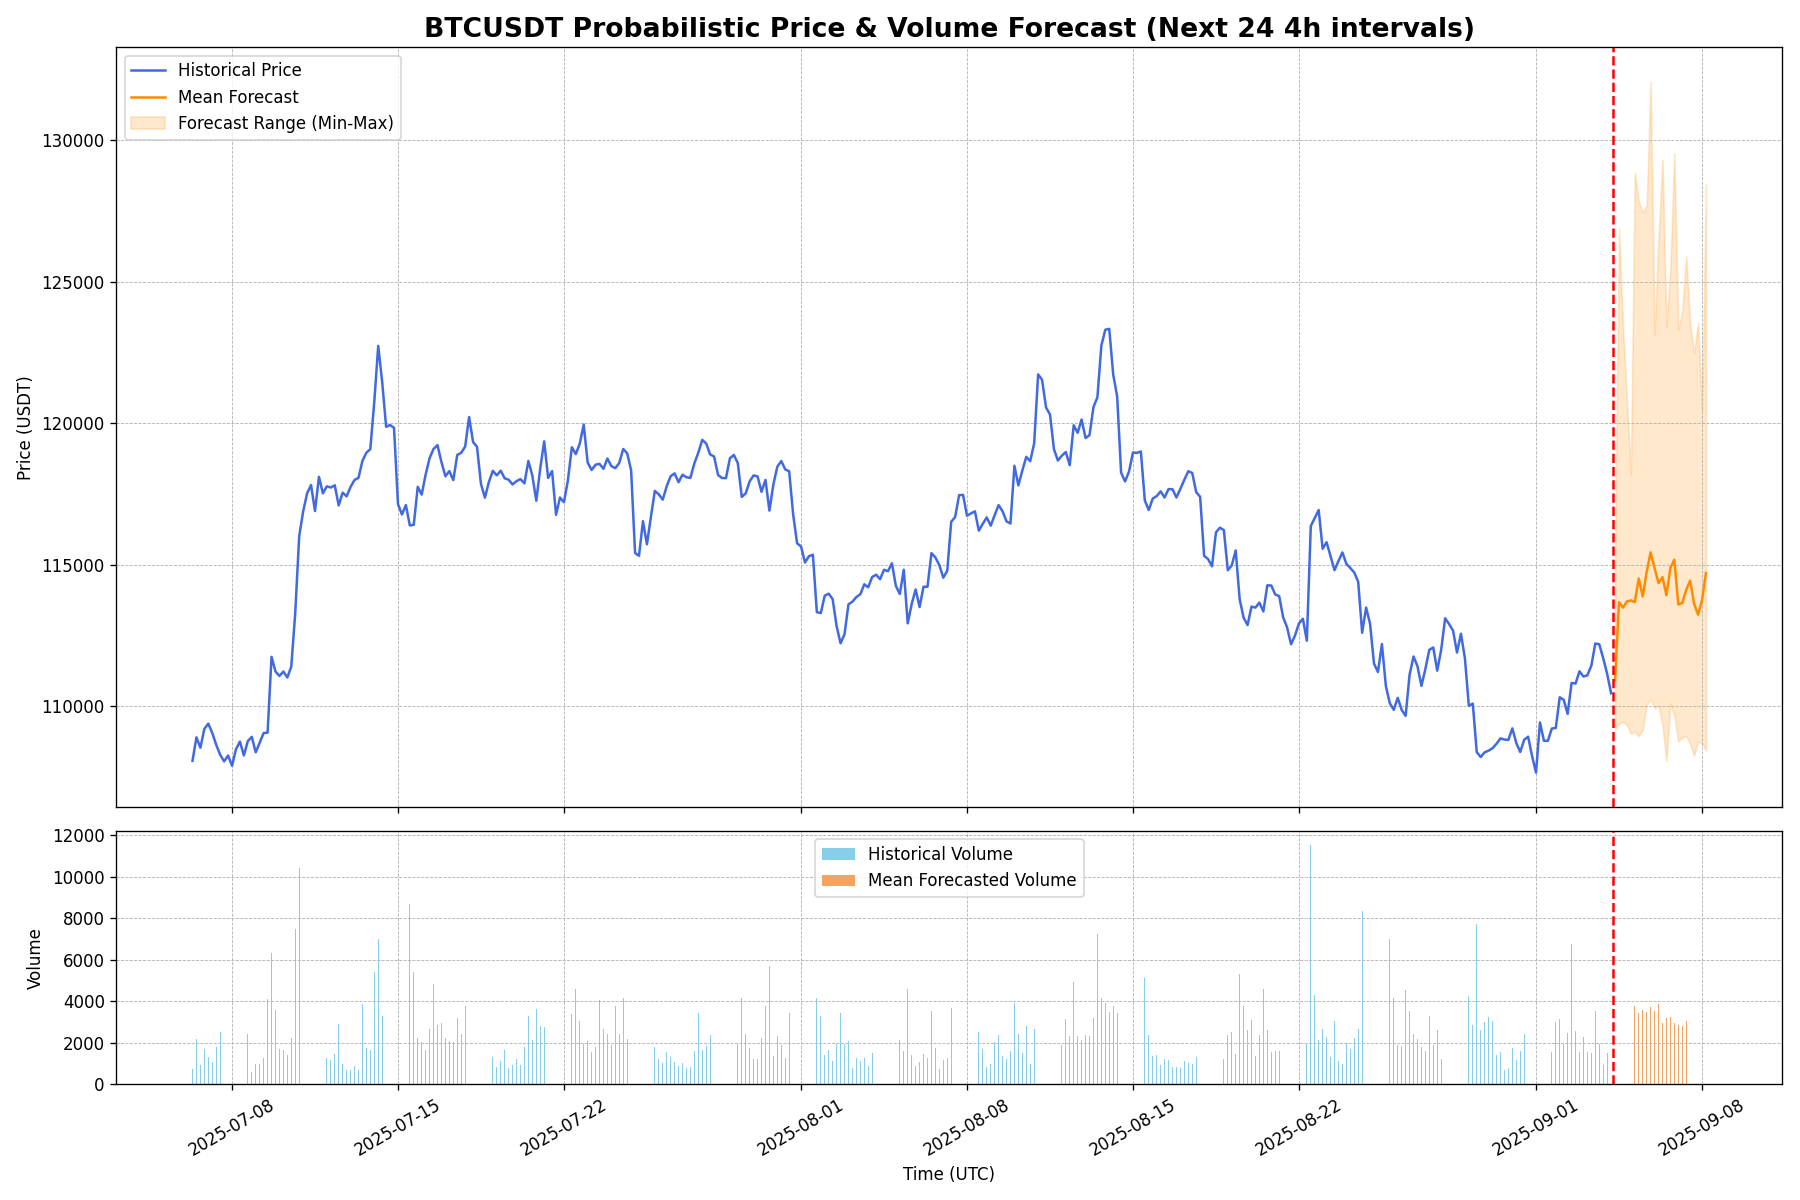 BTCUSDT Probabilistic Price & Volume Forecast (Next 24 4h intervals)
Historical Price
Mean Forecast
Forecast Range (Min-Max)
Price (USDT)
130000
125000
120000
115000
110000
Historical Volume
Mean Forecasted Volume
Volume
12000
10000
8000
6000
4000
2000
0
2025-07-08
2025-07-15
2025-07-22
2025-08-01
2025-08-08
2025-08-15
2025-08-22
2025-09-01
2025-09-08
Time (UTC)